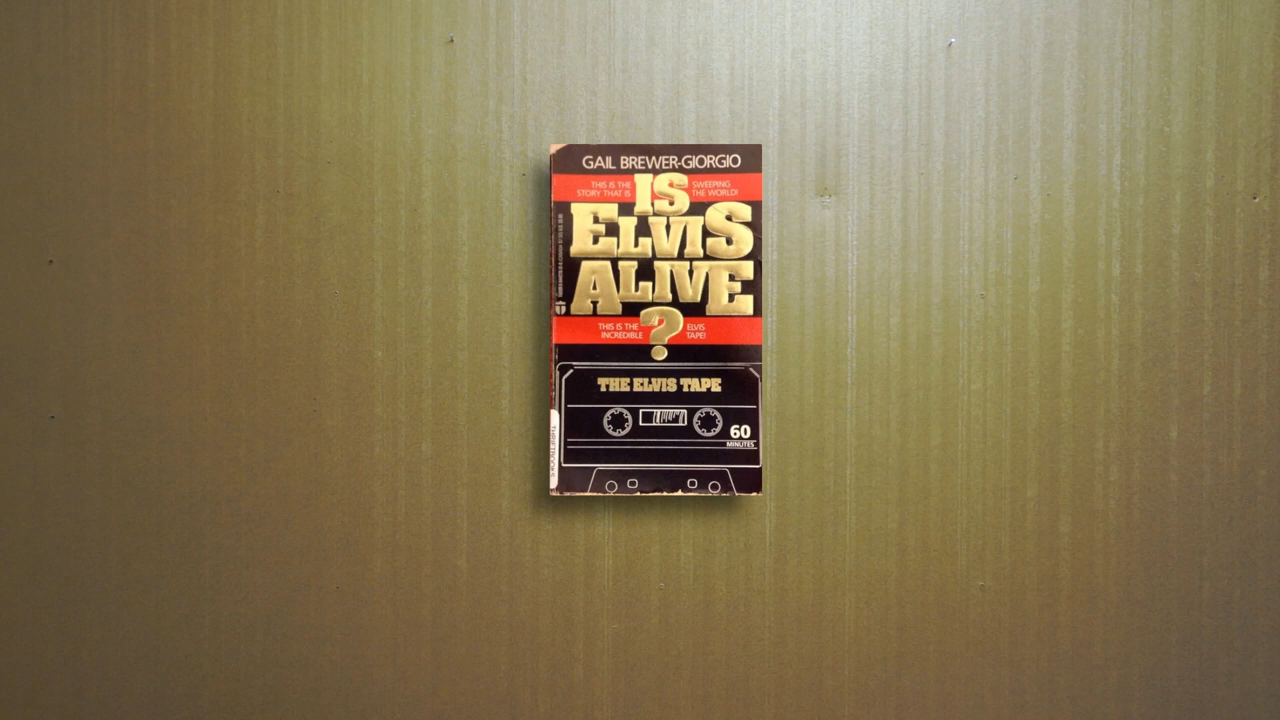 GAIL BREWER-GIORGIO
THIS IS THE
STORY THAT IS
SWEEPING
THE WORLD!
IS
ELVIS
ALIVE
?
THIS IS THE
INCREDIBLE
ELVIS
TAPE!
THE ELVIS TAPE
60
MINUTES
THRIFTBOOKS